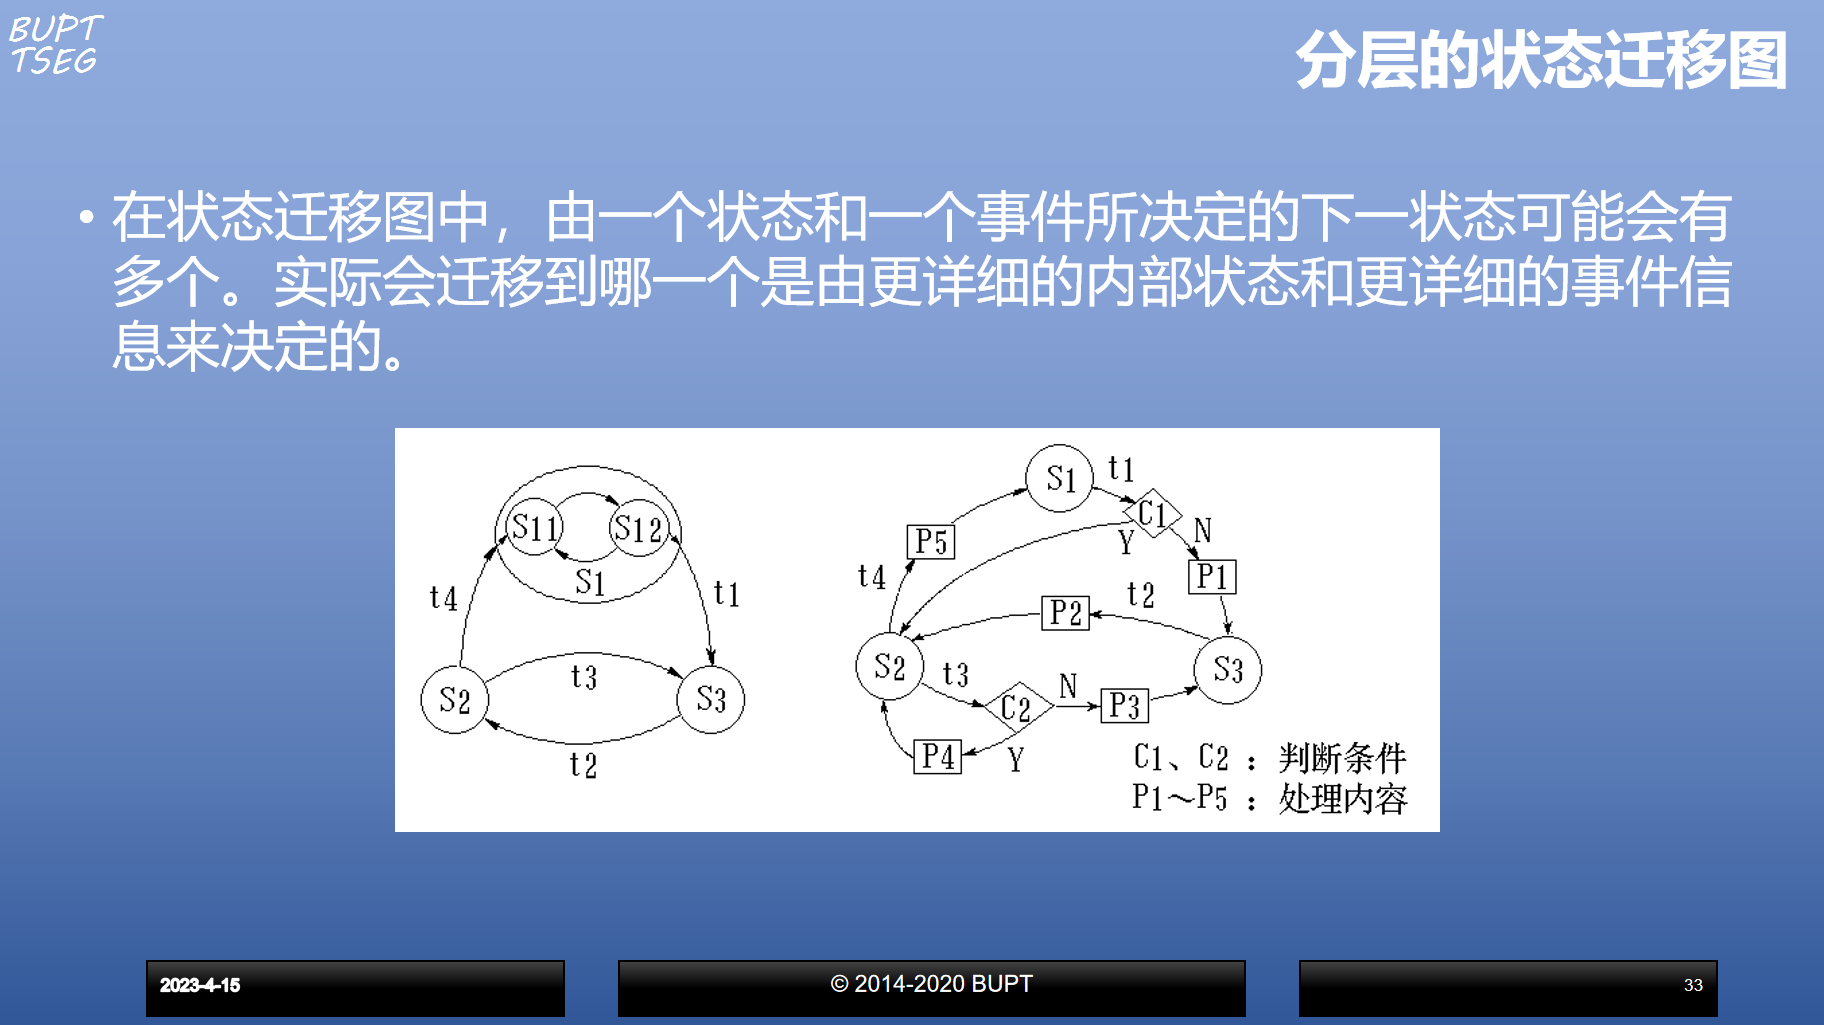 BUPT
TSEG
分层的状态迁移图
• 在状态迁移图中，由一个状态和一个事件所决定的下一状态可能会有
多个。实际会迁移到哪一个是由更详细的内部状态和更详细的事件信
息来决定的。
S11
S12
S1
t4
t1
t3
S2
S3
t2
S1
t1
C1
N
Y
P5
P1
t4
t2
P2
S2
S3
t3
C2
N
P3
P4
Y
C1、C2 ：判断条件
P1～P5 ：处理内容
2023-4-15
© 2014-2020 BUPT
33